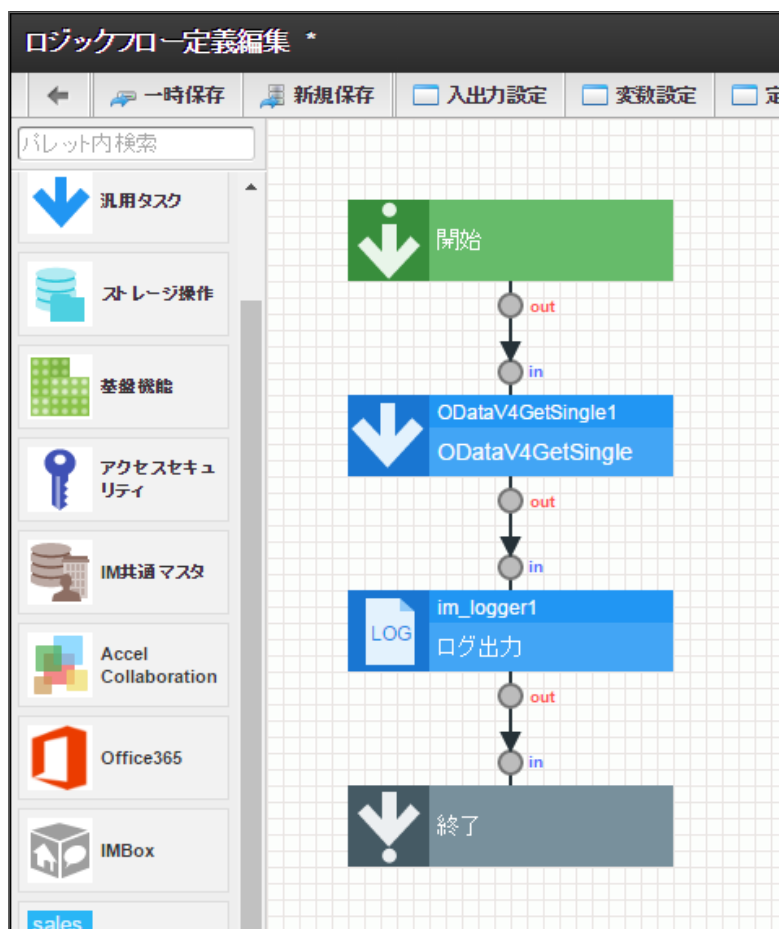 ロジックフロー定義編集 *
一時保存 新規保存 入出力設定 変数設定 定
パレット内検索
汎用タスク
ストレージ操作
基盤機能
アクセスセキュ
リティ
IM共通マスタ
Accel
Collaboration
Office365
IMBox
sales
開始
out
in
ODataV4GetSingle1
ODataV4GetSingle
out
in
im_logger1
LOG
ログ出力
out
in
終了